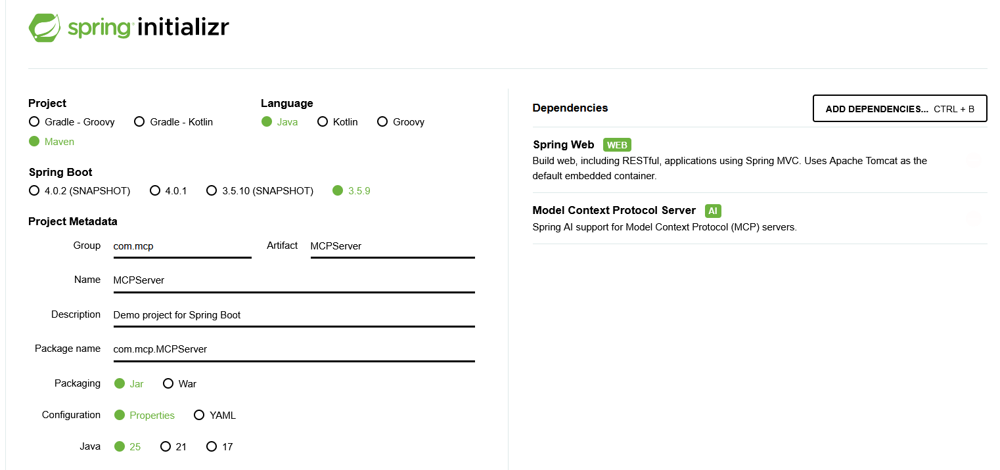 spring initializr
Project
Gradle - Groovy
Gradle - Kotlin
Maven
Language
Java
Kotlin
Groovy
Spring Boot
4.0.2 (SNAPSHOT)
4.0.1
3.5.10 (SNAPSHOT)
3.5.9
Project Metadata
Group
com.mcp
Artifact
MCPServer
Name
MCPServer
Description
Demo project for Spring Boot
Package name
com.mcp.MCPServer
Packaging
Jar
War
Configuration
Properties
YAML
Java
25
21
17
Dependencies
ADD DEPENDENCIES... CTRL + B
Spring Web WEB
Build web, including RESTful, applications using Spring MVC. Uses Apache Tomcat as the
default embedded container.
Model Context Protocol Server AI
Spring AI support for Model Context Protocol (MCP) servers.